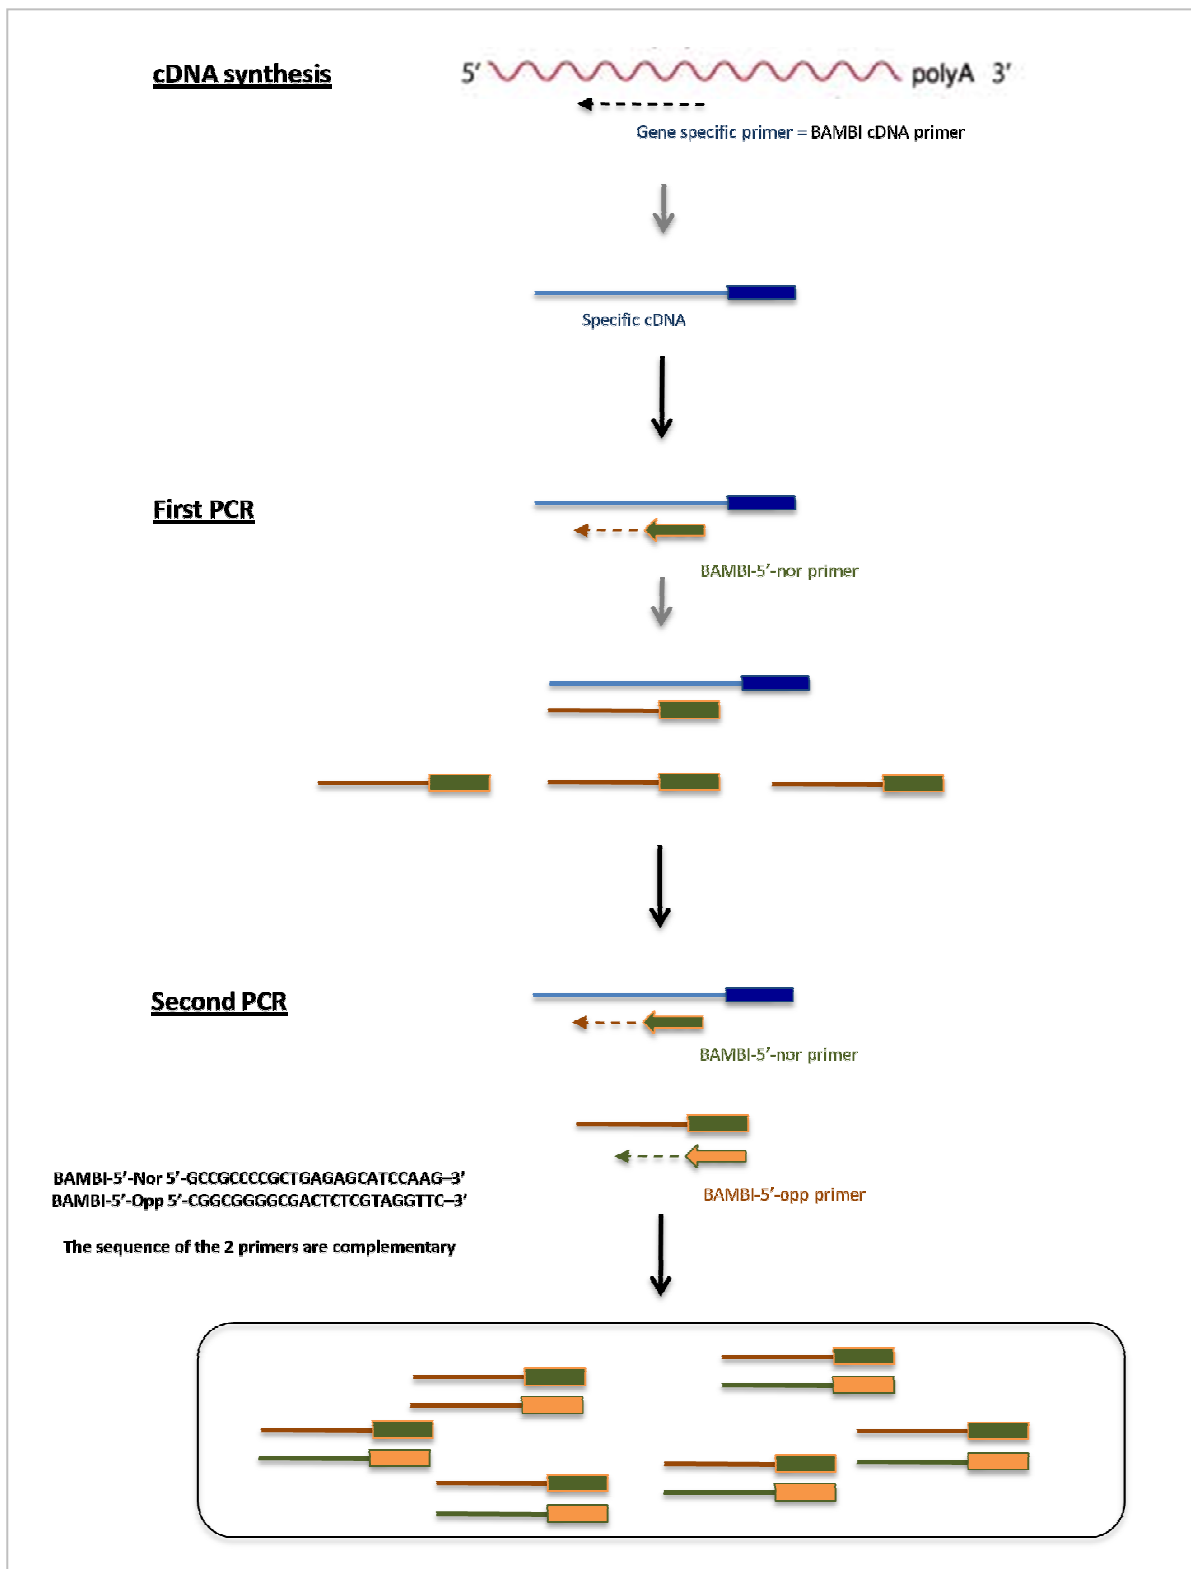 cDNA synthesis
5’ polyA 3’
Gene specific primer = BAMBI cDNA primer
Specific cDNA
First PCR
BAMBI-5’-nor primer
Second PCR
BAMBI-5’-nor primer
BAMBI-5’-Nor 5’-GCCGCCCCGCTGAGAGCATCCAAG–3’
BAMBI-5’-Opp 5’-CGGCGGGGCGACTCTCGTAGGTTC–3’
BAMBI-5’-opp primer
The sequence of the 2 primers are complementary